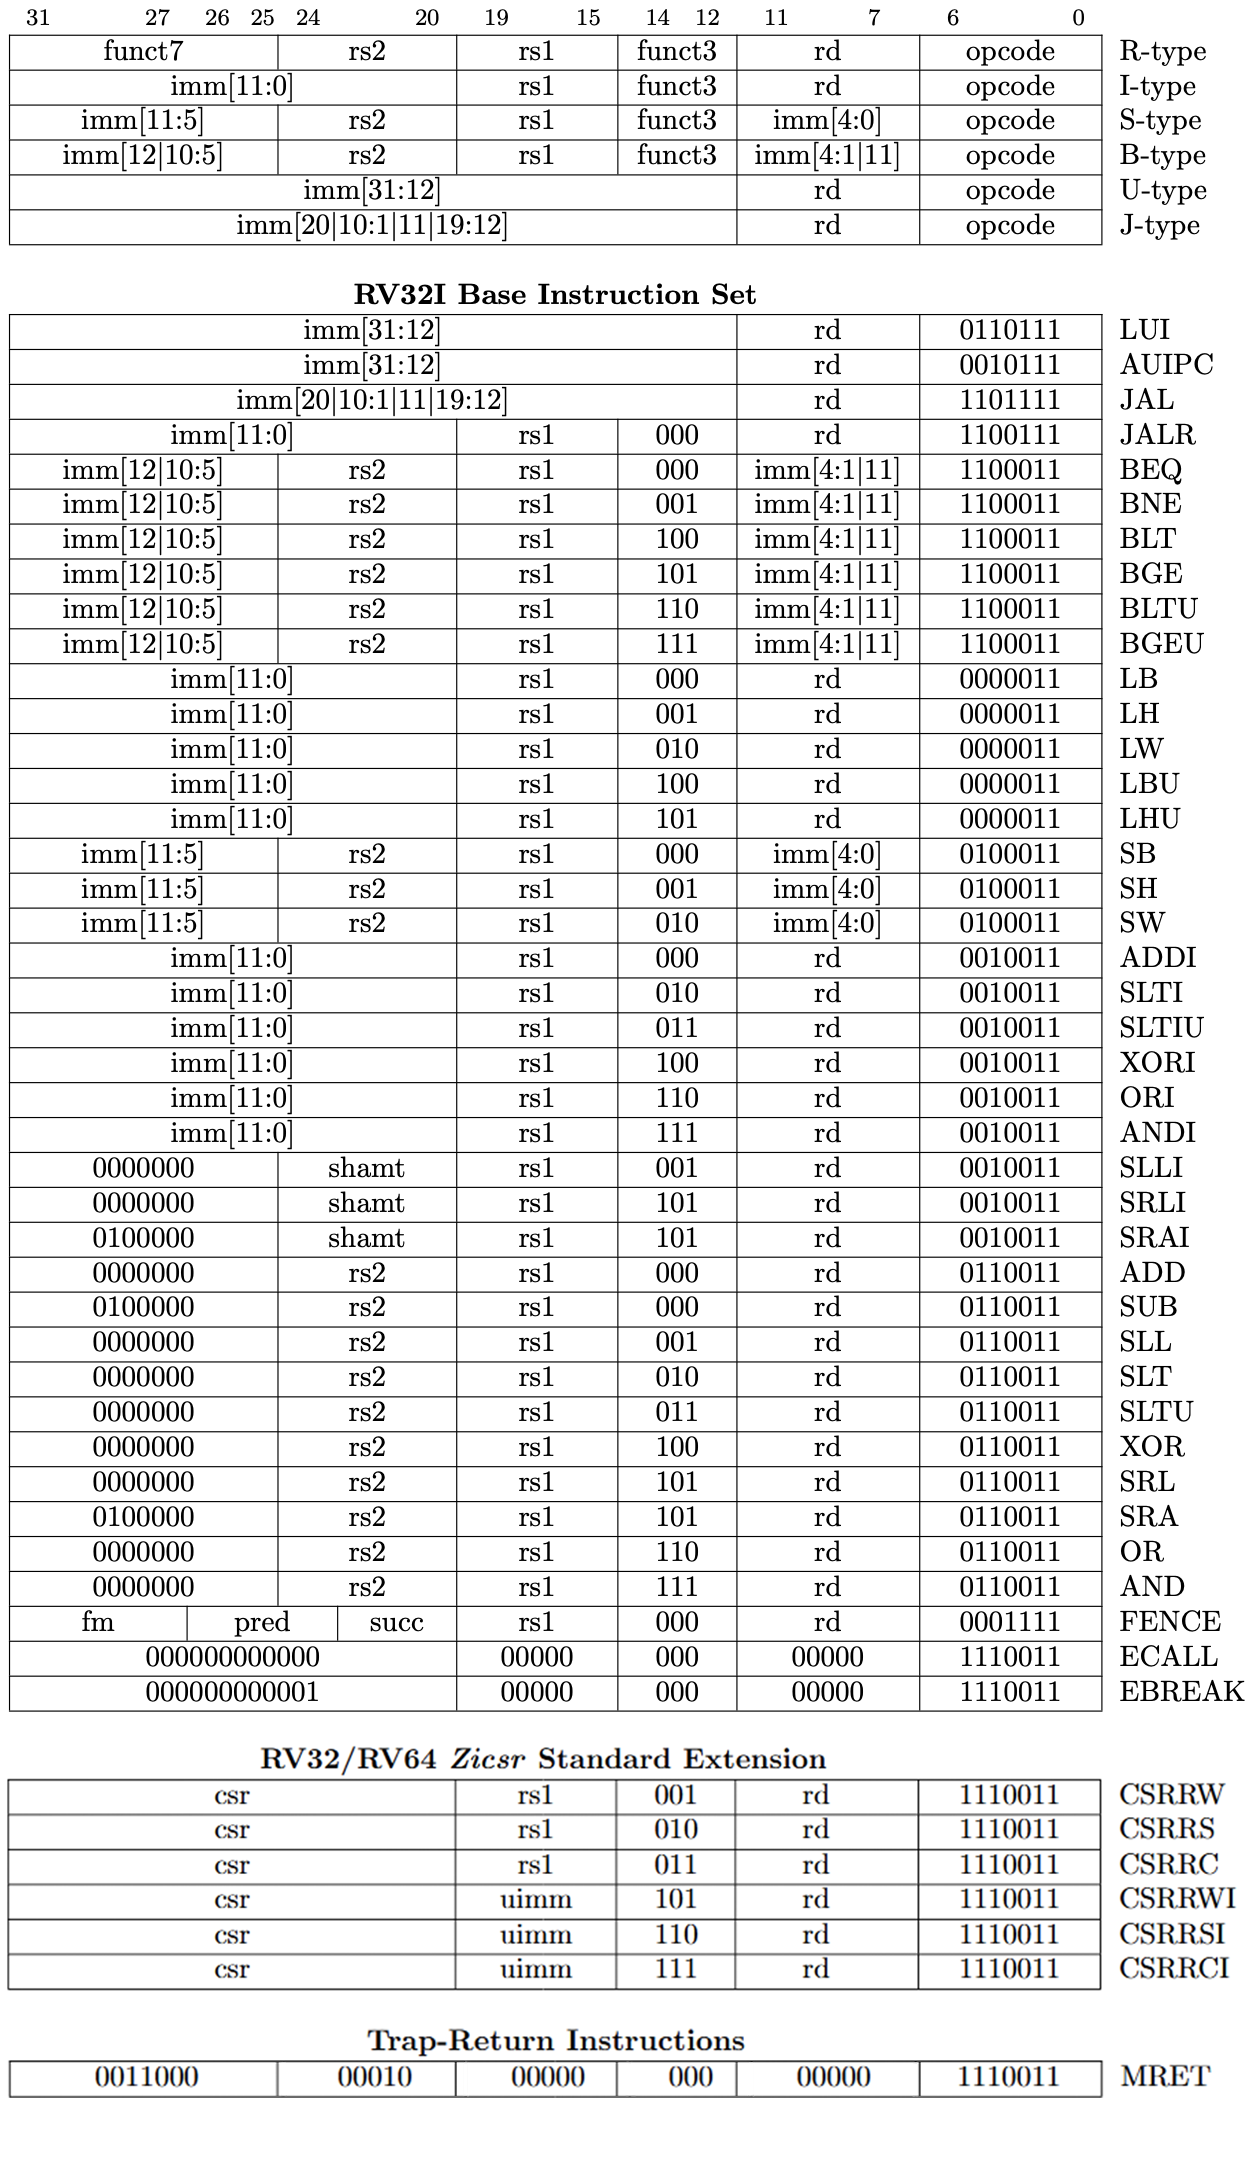 31 27 26 25 24 20 19 15 14 12 11 7 6 0
funct7 rs2 rs1 funct3 rd opcode R-type
imm[11:0] rs1 funct3 rd opcode I-type
imm[11:5] rs2 rs1 funct3 imm[4:0] opcode S-type
imm[12|10:5] rs2 rs1 funct3 imm[4:1|11] opcode B-type
imm[31:12] rd opcode U-type
imm[20|10:1|11|19:12] rd opcode J-type
RV32I Base Instruction Set
imm[31:12] rd 0110111 LUI
imm[31:12] rd 0010111 AUIPC
imm[20|10:1|11|19:12] rd 1101111 JAL
imm[11:0] rs1 000 rd 1100111 JALR
imm[12|10:5] rs2 rs1 000 imm[4:1|11] 1100011 BEQ
imm[12|10:5] rs2 rs1 001 imm[4:1|11] 1100011 BNE
imm[12|10:5] rs2 rs1 100 imm[4:1|11] 1100011 BLT
imm[12|10:5] rs2 rs1 101 imm[4:1|11] 1100011 BGE
imm[12|10:5] rs2 rs1 110 imm[4:1|11] 1100011 BLTU
imm[12|10:5] rs2 rs1 111 imm[4:1|11] 1100011 BGEU
imm[11:0] rs1 000 rd 0000011 LB
imm[11:0] rs1 001 rd 0000011 LH
imm[11:0] rs1 010 rd 0000011 LW
imm[11:0] rs1 100 rd 0000011 LBU
imm[11:0] rs1 101 rd 0000011 LHU
imm[11:5] rs2 rs1 000 imm[4:0] 0100011 SB
imm[11:5] rs2 rs1 001 imm[4:0] 0100011 SH
imm[11:5] rs2 rs1 010 imm[4:0] 0100011 SW
imm[11:0] rs1 000 rd 0010011 ADDI
imm[11:0] rs1 010 rd 0010011 SLTI
imm[11:0] rs1 011 rd 0010011 SLTIU
imm[11:0] rs1 100 rd 0010011 XORI
imm[11:0] rs1 110 rd 0010011 ORI
imm[11:0] rs1 111 rd 0010011 ANDI
0000000 shamt rs1 001 rd 0010011 SLLI
0000000 shamt rs1 101 rd 0010011 SRLI
0100000 shamt rs1 101 rd 0010011 SRAI
0000000 rs2 rs1 000 rd 0110011 ADD
0100000 rs2 rs1 000 rd 0110011 SUB
0000000 rs2 rs1 001 rd 0110011 SLL
0000000 rs2 rs1 010 rd 0110011 SLT
0000000 rs2 rs1 011 rd 0110011 SLTU
0000000 rs2 rs1 100 rd 0110011 XOR
0000000 rs2 rs1 101 rd 0110011 SRL
0100000 rs2 rs1 101 rd 0110011 SRA
0000000 rs2 rs1 110 rd 0110011 OR
0000000 rs2 rs1 111 rd 0110011 AND
fm pred succ rs1 000 rd 0001111 FENCE
000000000000 00000 000 00000 1110011 ECALL
000000000001 00000 000 00000 1110011 EBREAK
RV32/RV64 Zicsr Standard Extension
csr rs1 001 rd 1110011 CSRRW
csr rs1 010 rd 1110011 CSRRS
csr rs1 011 rd 1110011 CSRRC
csr uimm 101 rd 1110011 CSRRWI
csr uimm 110 rd 1110011 CSRRSI
csr uimm 111 rd 1110011 CSRRCI
Trap-Return Instructions
0011000 00010 00000 000 00000 1110011 MRET